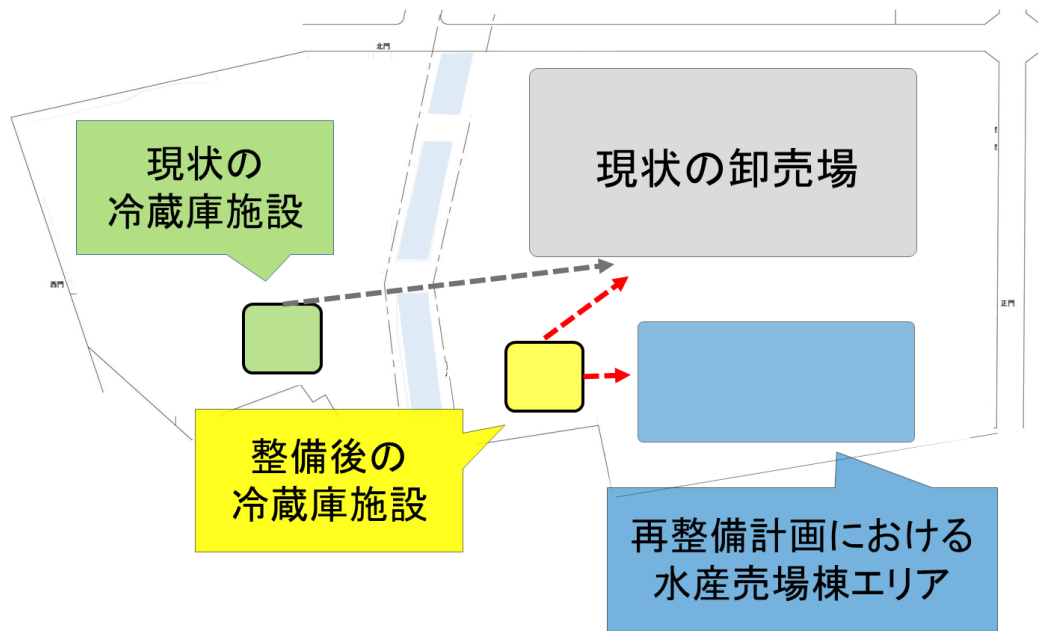 北門
現状の
冷蔵庫施設
現状の卸売場
西門
正門
整備後の
冷蔵庫施設
再整備計画における
水産売場棟エリア